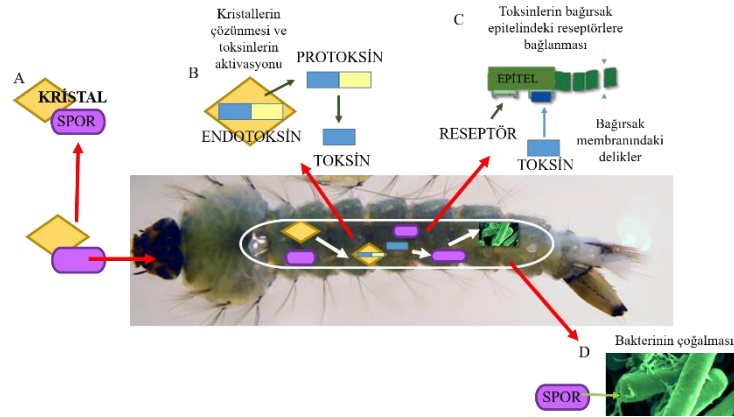 A
KRİSTAL
SPOR
B
Kristallerin
çözünmesi ve
toksinlerin
aktivasyonu
PROTOKSİN
ENDOTOKSİN
TOKSİN
C
Toksinlerin bağırsak
epitelindeki reseptörlere
bağlanması
EPİTEL
RESEPTÖR
TOKSİN
Bağırsak
membranındaki
delikler
D
Bakterinin çoğalması
SPOR